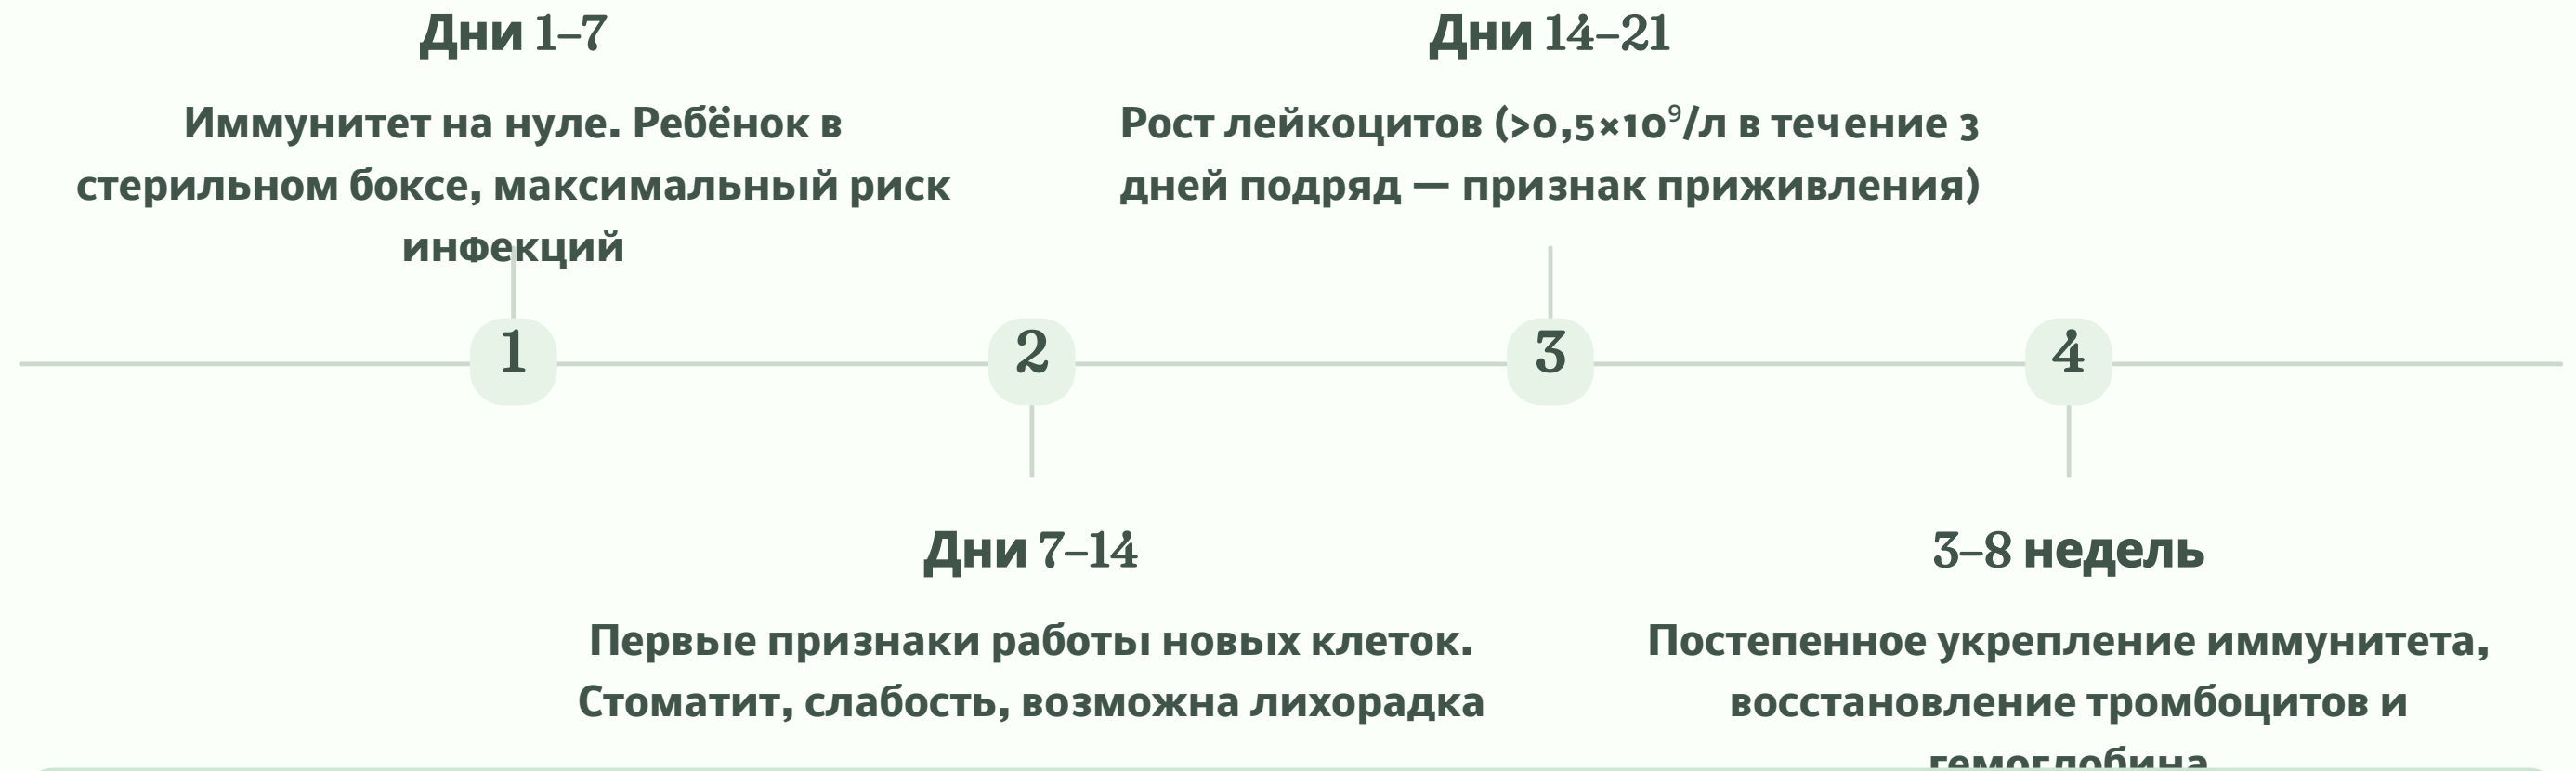 Дни 1–7
Иммунитет на нуле. Ребёнок в
стерильном боксе, максимальный риск
инфекций
Дни 14–21
Рост лейкоцитов (>0,5×10⁹/л в течение 3
дней подряд — признак приживления)
1
2
3
4
Дни 7–14
Первые признаки работы новых клеток.
Стоматит, слабость, возможна лихорадка
3–8 недель
Постепенное укрепление иммунитета,
восстановление тромбоцитов и
гемоглобина